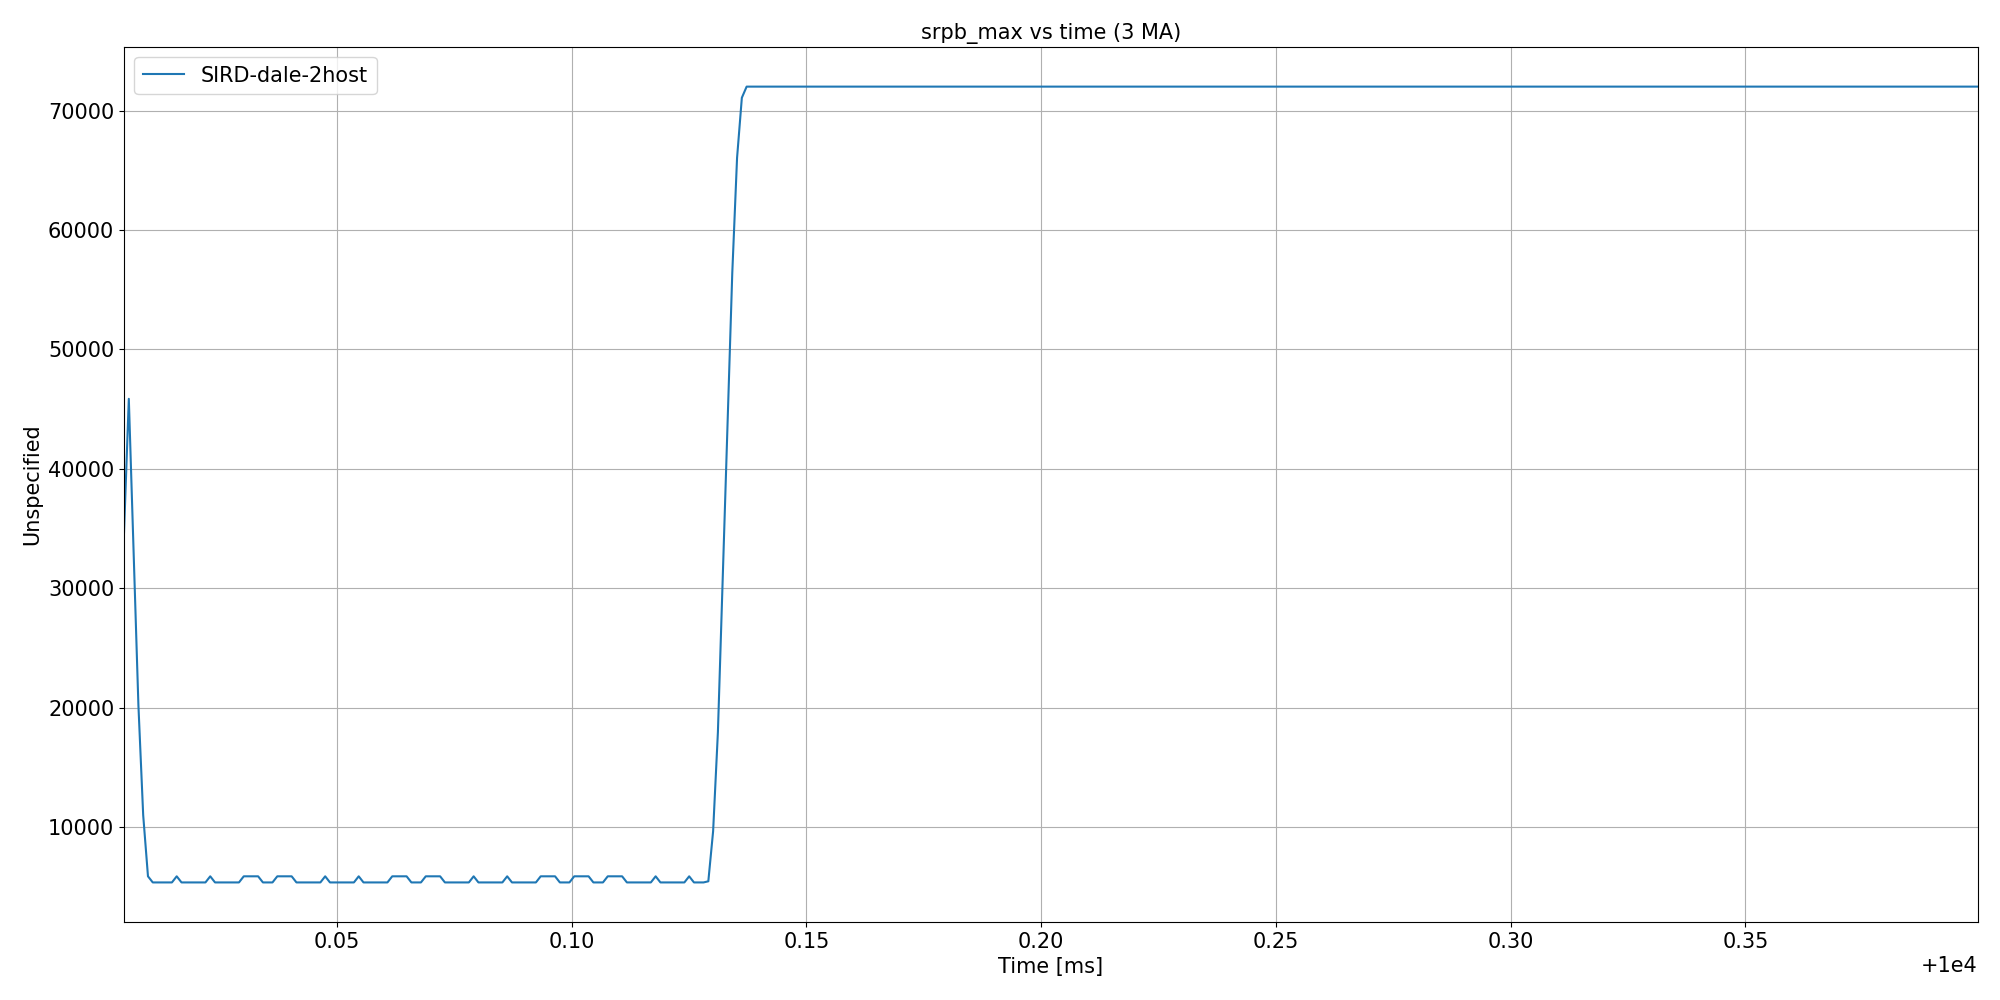 srpb_max vs time (3 MA)
SIRD-dale-2host
70000
60000
50000
40000
30000
20000
10000
Unspecified
0.05 0.10 0.15 0.20 0.25 0.30 0.35
Time [ms]
+1e4